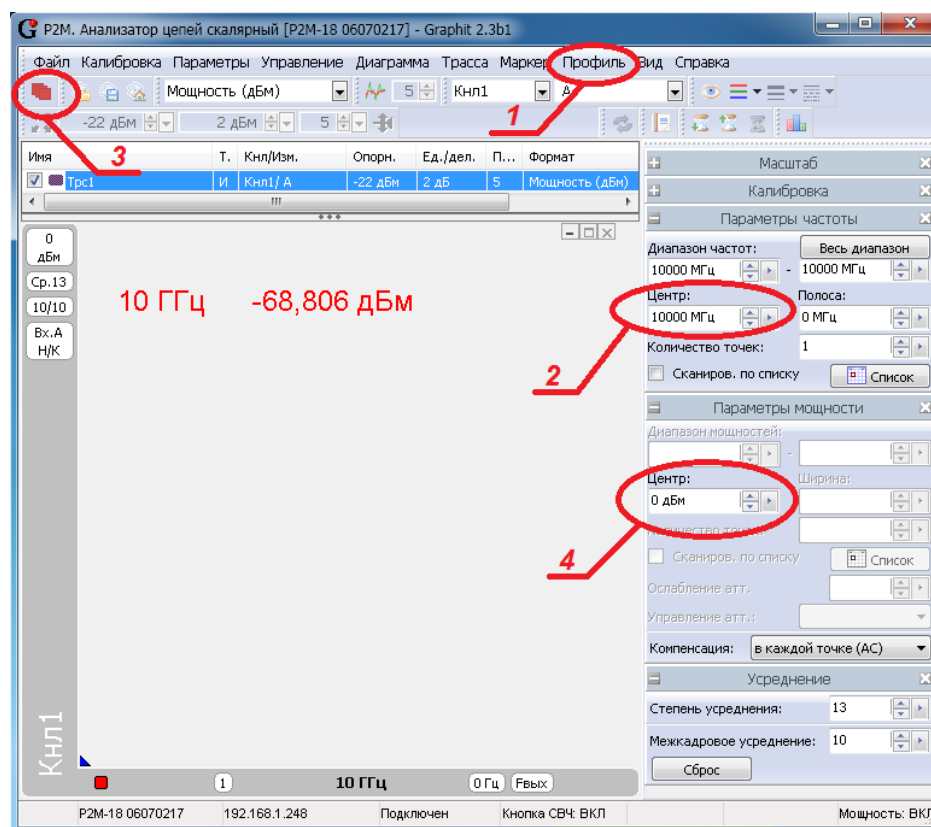 Р2М. Анализатор цепей скалярный [Р2М-18 06070217] - Graphit 2.3b1
Файл Калибровка Параметры Управление Диаграмма Трасса Маркер Профиль Вид Справка
Мощность (дБм) 5 Кнл1 A
1
-22 дБм 2 дБм 5
3
Имя Т. Кнл/Изм. Опорн. Ед./дел. П... Формат
Трс1 И Кнл1/ A -22 дБм 2 дБ 5 Мощность (дБм)
0 дБм
Ср.13
10/10
Вх.А Н/К
10 ГГц -68,806 дБм
Кнл1
1 10 ГГц 0 Гц Fвых
Масштаб
Калибровка
Параметры частоты
Диапазон частот: Весь диапазон
10000 МГц - 10000 МГц
Центр: Полоса:
10000 МГц 0 МГц
2
Количество точек: 1
Сканиров. по списку Список
Параметры мощности
Диапазон мощностей:
-
Центр: Ширина:
0 дБм
4
Количество точек:
Сканиров. по списку Список
Ослабление атт.
Управление атт.:
Компенсация: в каждой точке (AC)
Усреднение
Степень усреднения: 13
Межкадровое усреднение: 10
Сброс
Р2М-18 06070217 192.168.1.248 Подключен Кнопка СВЧ: ВКЛ Мощность: ВКЛ